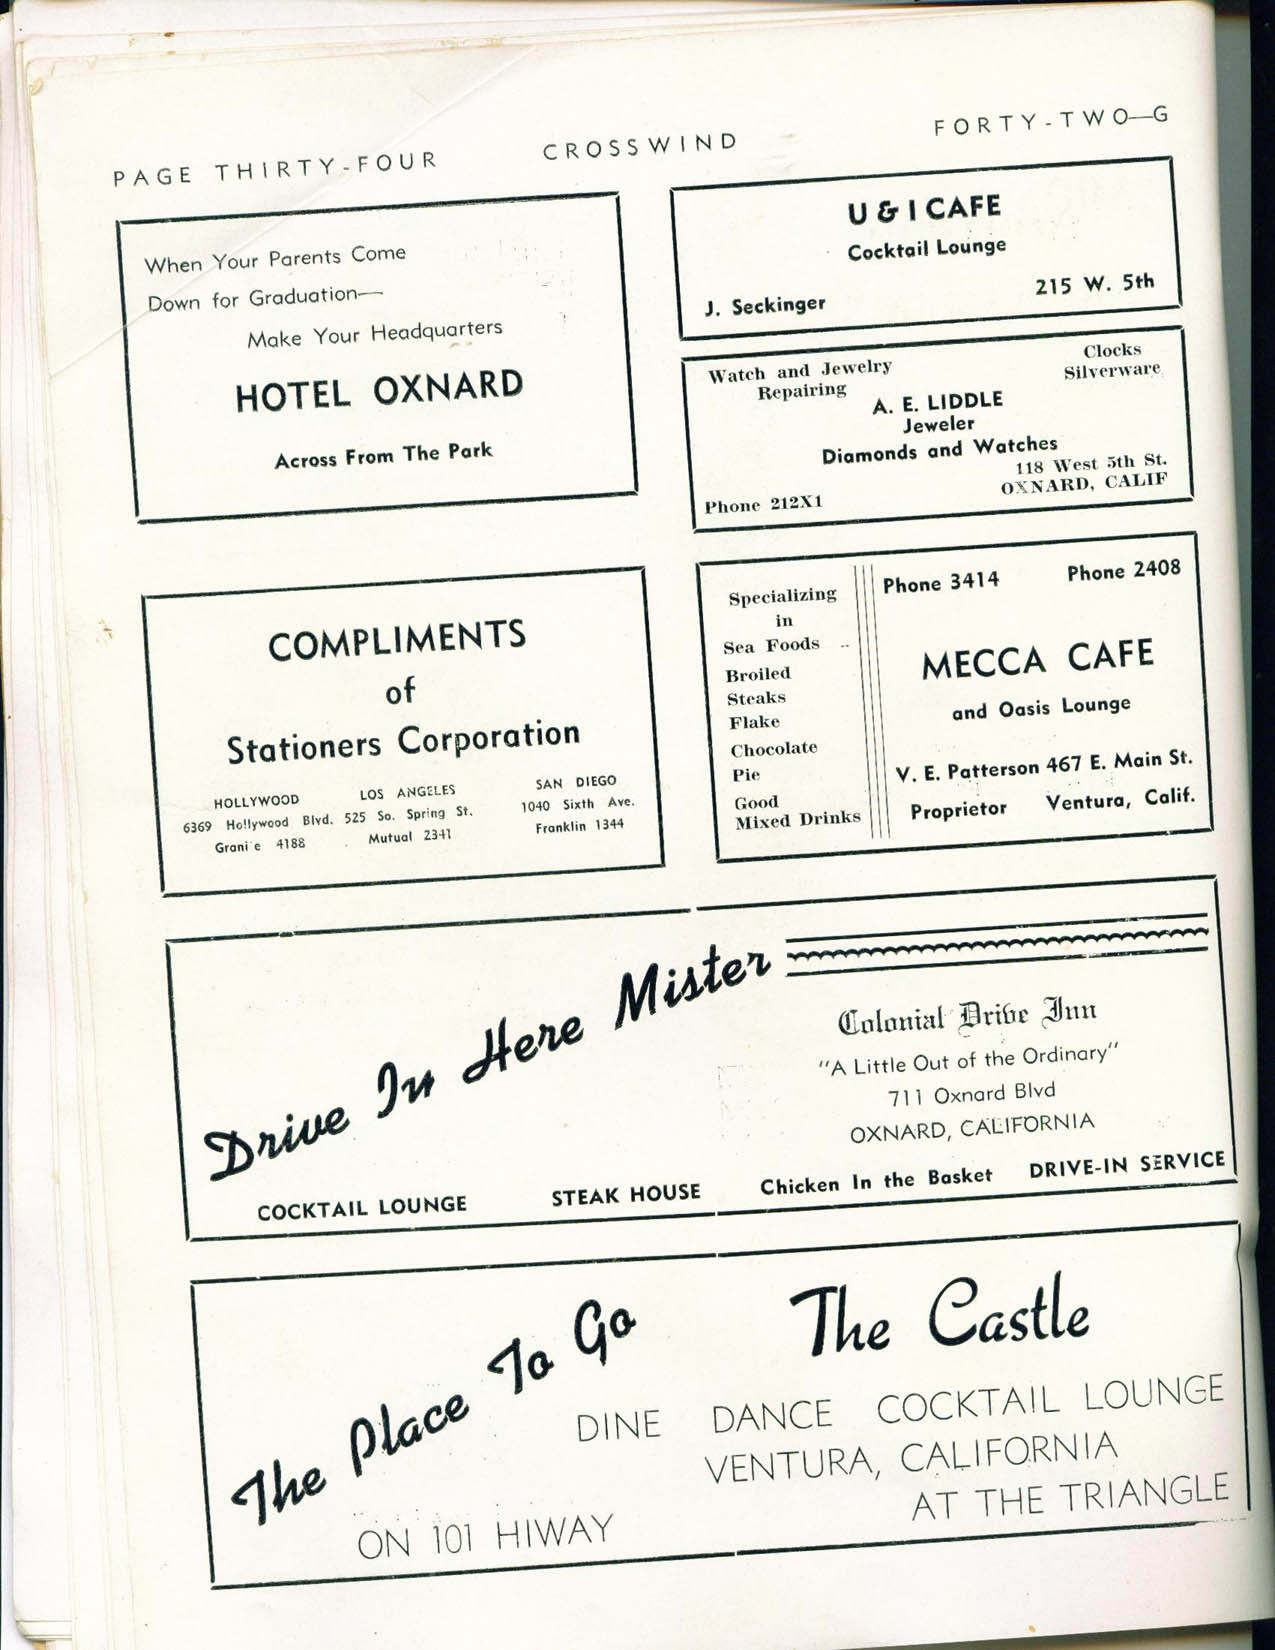 PAGE THIRTY-FOUR CROSSWIND FORTY-TWO—G
When Your Parents Come
Down for Graduation—
Make Your Headquarters
HOTEL OXNARD
Across From The Park
U & I CAFE
Cocktail Lounge
J. Seckinger 215 W. 5th
Watch and Jewelry
Repairing
Clocks
Silverware
A. E. LIDDLE
Jeweler
Diamonds and Watches
118 West 5th St.
OXNARD, CALIF
Phone 212X1
COMPLIMENTS
of
Stationers Corporation
HOLLYWOOD
6369 Hollywood Blvd.
Grani e 4188
LOS ANGELES
525 So. Spring St.
Mutual 2341
SAN DIEGO
1040 Sixth Ave.
Franklin 1344
Specializing
in
Sea Foods
Broiled
Steaks
Flake
Chocolate
Pie
Good
Mixed Drinks
Phone 3414 Phone 2408
MECCA CAFE
and Oasis Lounge
V. E. Patterson 467 E. Main St.
Proprietor Ventura, Calif.
Drive In Here Mister
Colonial Drive Inn
"A Little Out of the Ordinary"
711 Oxnard Blvd
OXNARD, CALIFORNIA
COCKTAIL LOUNGE STEAK HOUSE Chicken In the Basket DRIVE-IN SERVICE
The Place To Go
The Castle
DINE DANCE COCKTAIL LOUNGE
VENTURA, CALIFORNIA
ON 101 HIWAY AT THE TRIANGLE